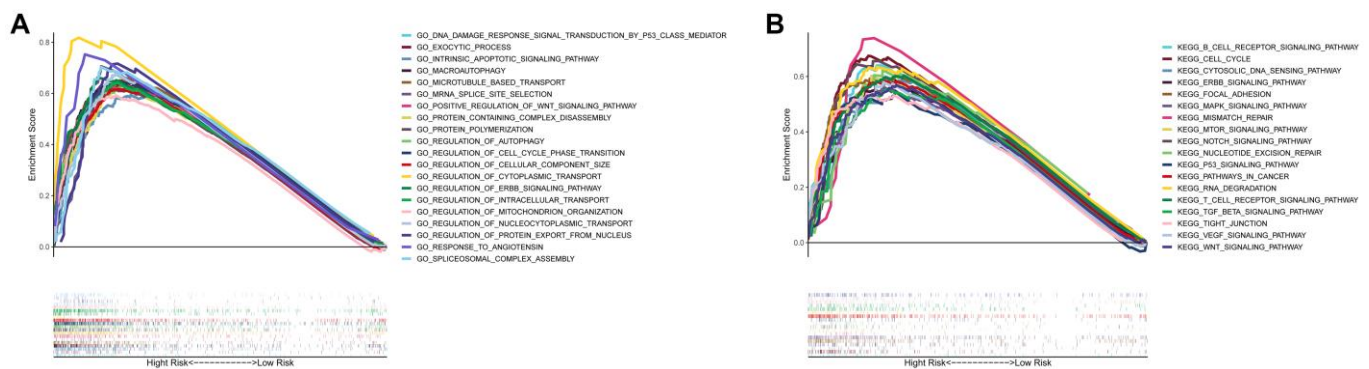 A
Enrichment Score
0.8
0.6
0.4
0.2
0.0
GO_DNA_DAMAGE_RESPONSE_SIGNAL_TRANSDUCTION_BY_P53_CLASS_MEDIATOR
GO_EXOCYTIC_PROCESS
GO_INTRINSIC_APOPTOTIC_SIGNALING_PATHWAY
GO_MACROAUTOPHAGY
GO_MICROTUBULE_BASED_TRANSPORT
GO_MRNA_SPLICE_SITE_SELECTION
GO_POSITIVE_REGULATION_OF_WNT_SIGNALING_PATHWAY
GO_PROTEIN_CONTAINING_COMPLEX_DISASSEMBLY
GO_PROTEIN_POLYMERIZATION
GO_REGULATION_OF_AUTOPHAGY
GO_REGULATION_OF_CELL_CYCLE_PHASE_TRANSITION
GO_REGULATION_OF_CELLULAR_COMPONENT_SIZE
GO_REGULATION_OF_CYTOPLASMIC_TRANSPORT
GO_REGULATION_OF_ERBB_SIGNALING_PATHWAY
GO_REGULATION_OF_INTRACELLULAR_TRANSPORT
GO_REGULATION_OF_MITOCHONDRION_ORGANIZATION
GO_REGULATION_OF_NUCLEOCYTOPLASMIC_TRANSPORT
GO_REGULATION_OF_PROTEIN_EXPORT_FROM_NUCLEUS
GO_RESPONSE_TO_ANGIOTENSIN
GO_SPLICEOSOMAL_COMPLEX_ASSEMBLY
Hight Risk<----------->Low Risk
B
Enrichment Score
0.6
0.4
0.2
0.0
KEGG_B_CELL_RECEPTOR_SIGNALING_PATHWAY
KEGG_CELL_CYCLE
KEGG_CYTOSOLIC_DNA_SENSING_PATHWAY
KEGG_ERBB_SIGNALING_PATHWAY
KEGG_FOCAL_ADHESION
KEGG_MAPK_SIGNALING_PATHWAY
KEGG_MISMATCH_REPAIR
KEGG_MTOR_SIGNALING_PATHWAY
KEGG_NOTCH_SIGNALING_PATHWAY
KEGG_NUCLEOTIDE_EXCISION_REPAIR
KEGG_P53_SIGNALING_PATHWAY
KEGG_PATHWAYS_IN_CANCER
KEGG_RNA_DEGRADATION
KEGG_T_CELL_RECEPTOR_SIGNALING_PATHWAY
KEGG_TGF_BETA_SIGNALING_PATHWAY
KEGG_TIGHT_JUNCTION
KEGG_VEGF_SIGNALING_PATHWAY
KEGG_WNT_SIGNALING_PATHWAY
Hight Risk<----------->Low Risk